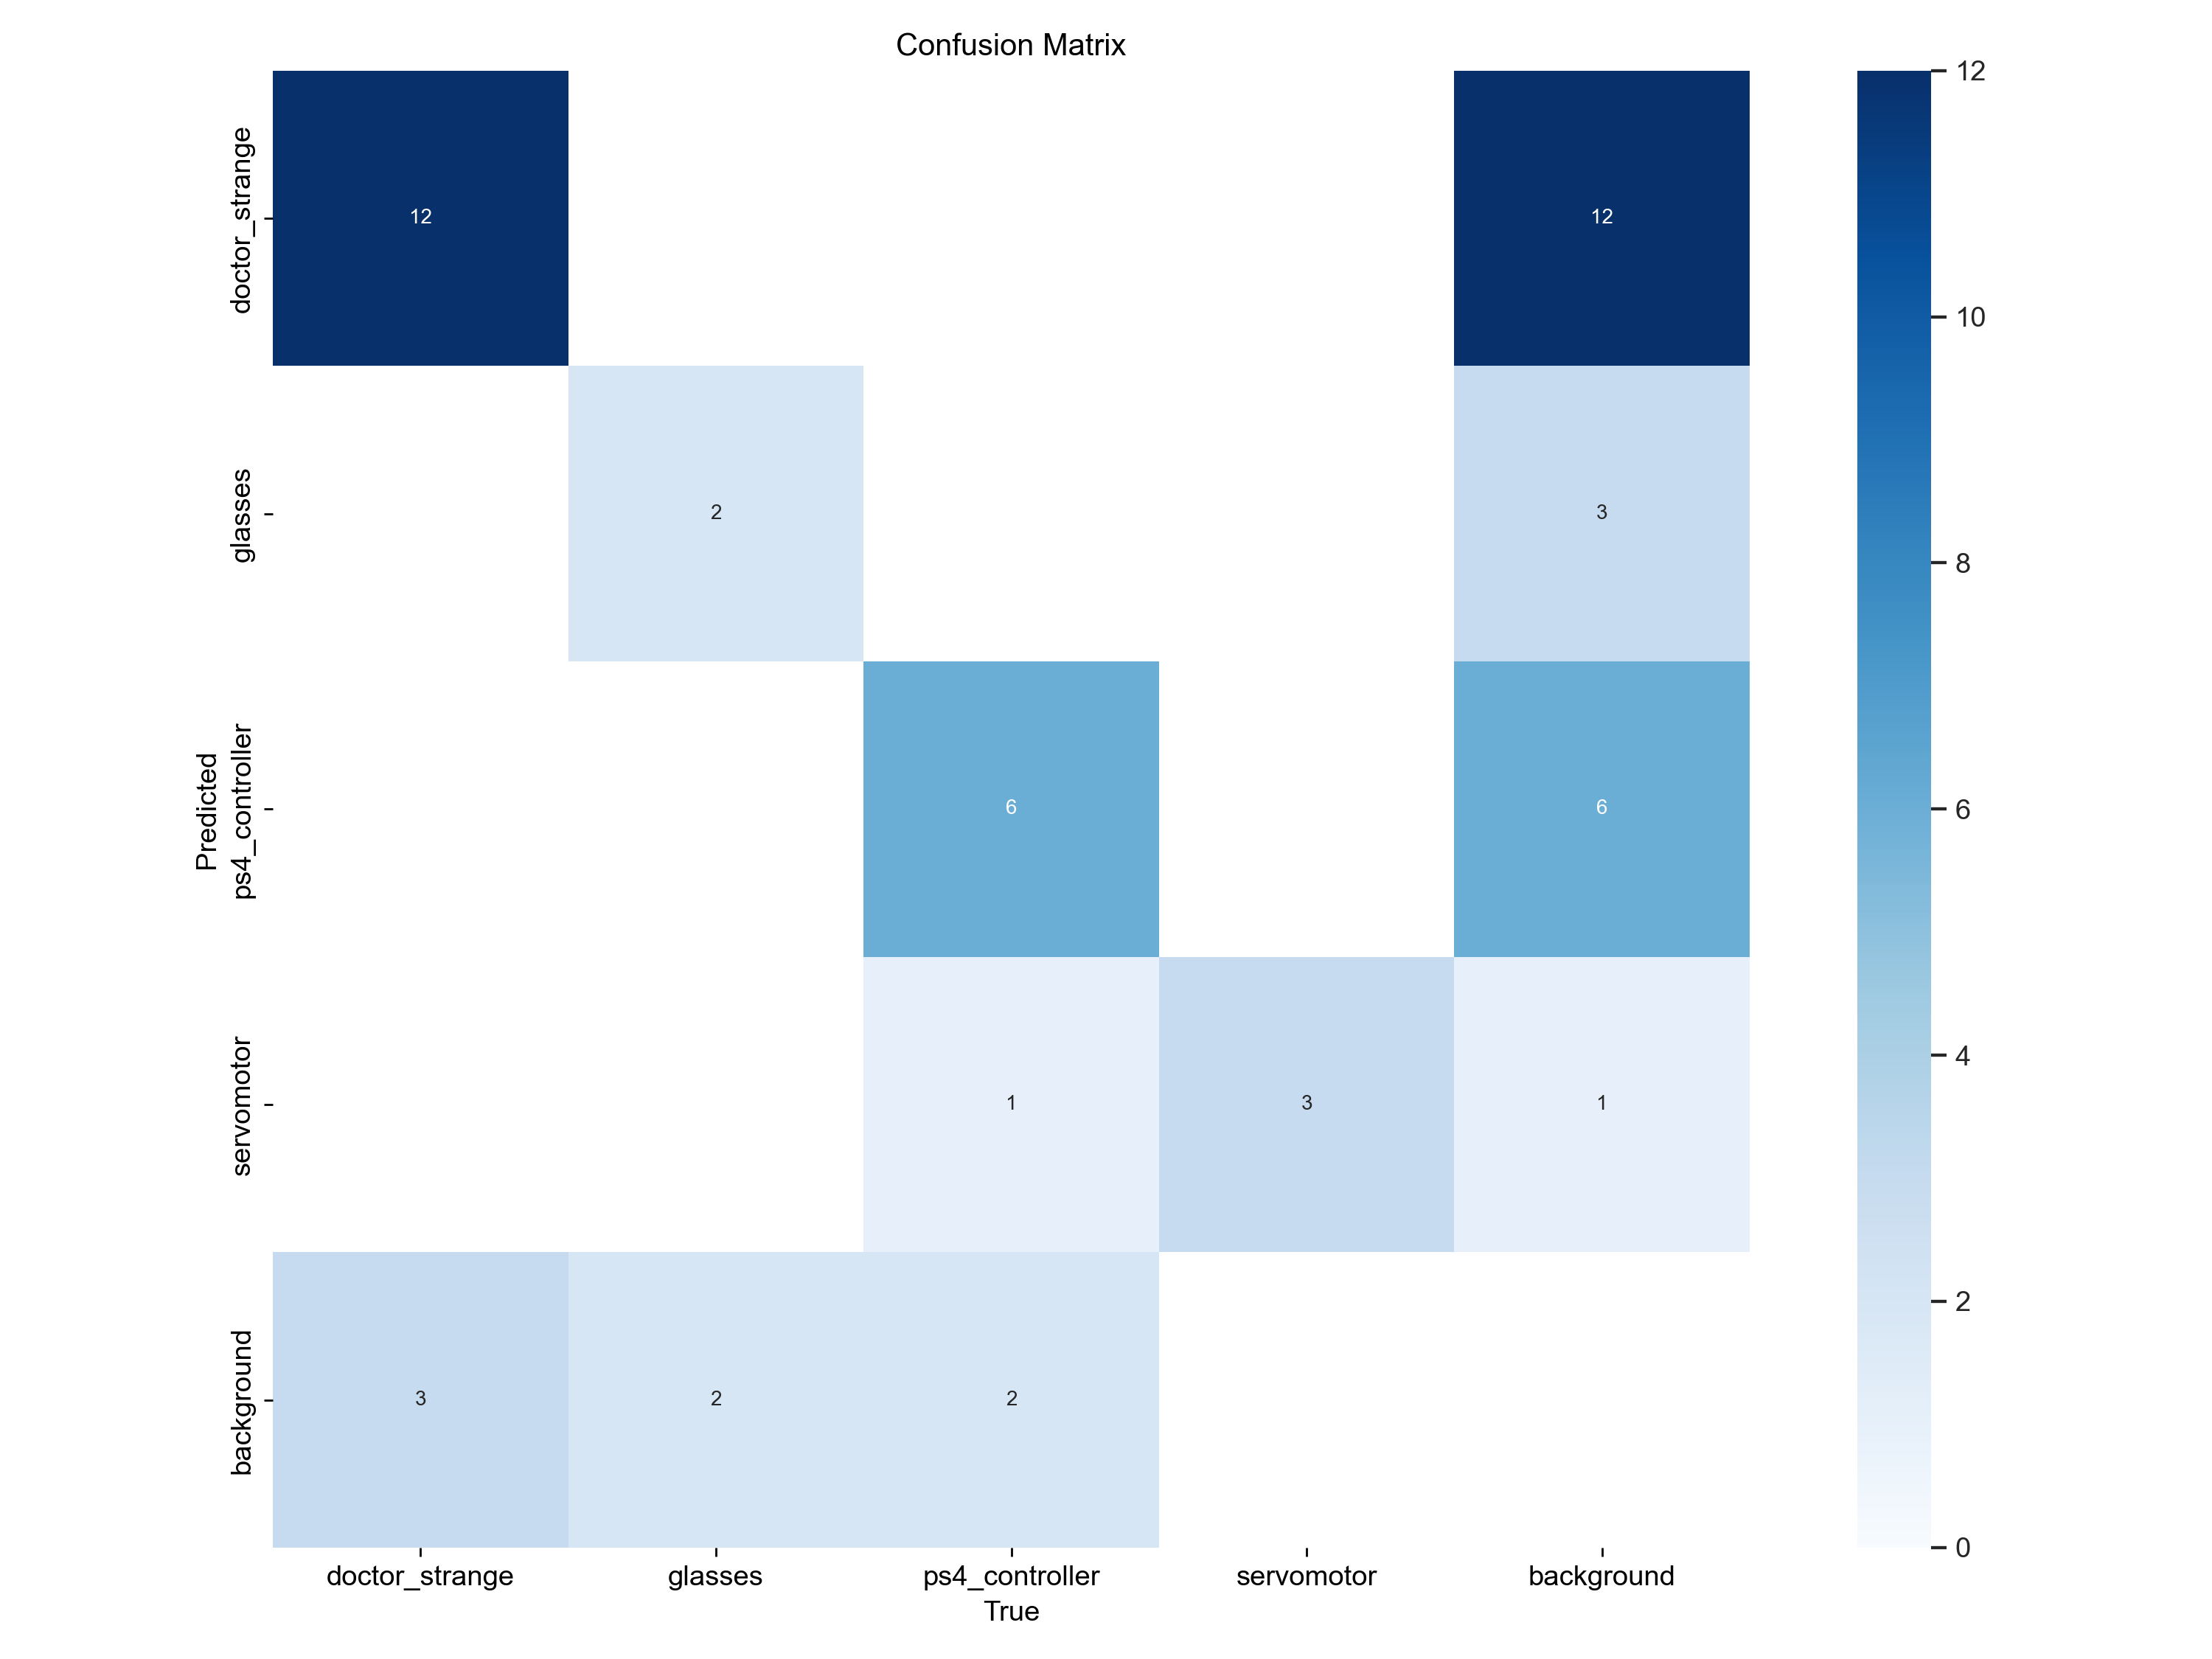 Confusion Matrix
doctor_strange
glasses
ps4_controller
servomotor
background
Predicted
12
12
2
3
6
6
1
3
1
3
2
2
doctor_strange
glasses
ps4_controller
servomotor
background
True
12
10
8
6
4
2
0